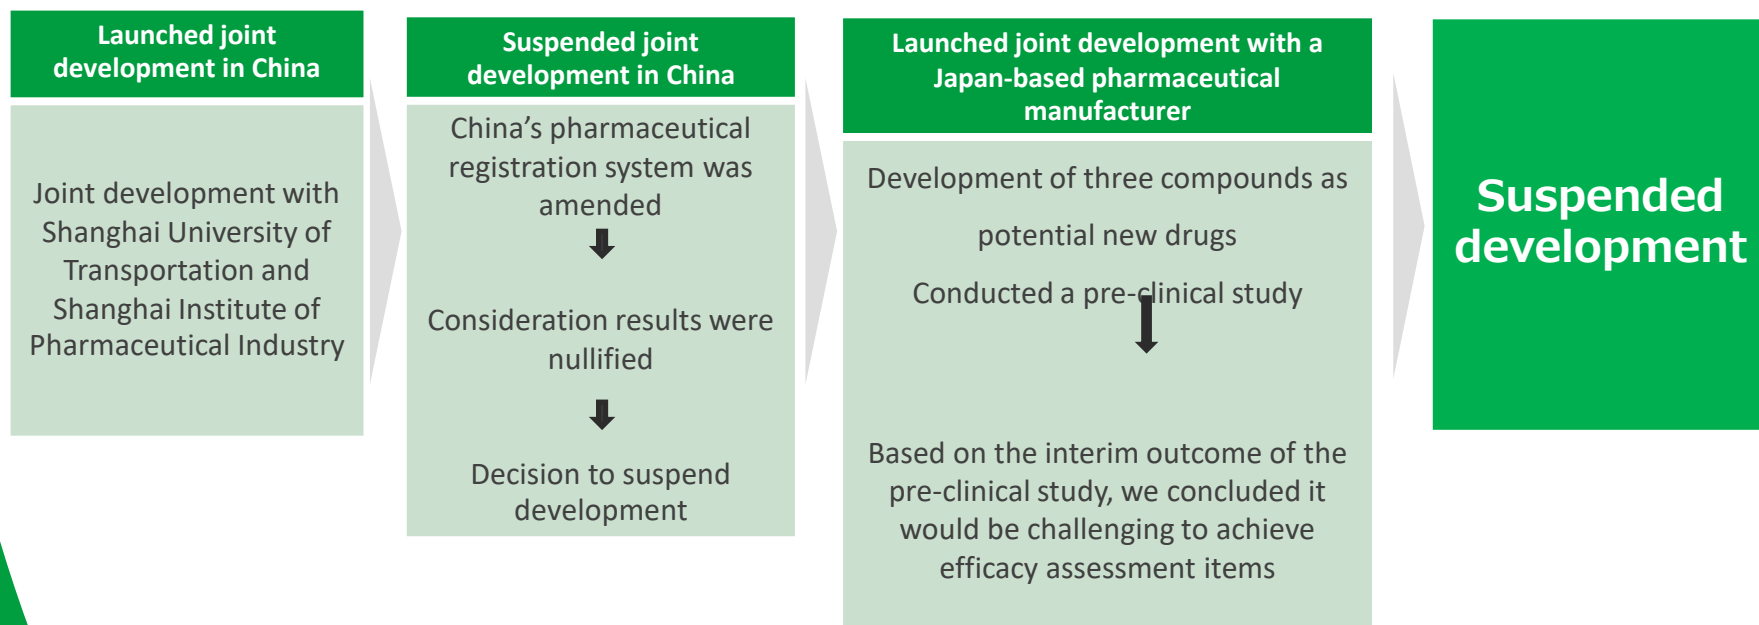 Launched joint
development in China
Joint development with
Shanghai University of
Transportation and
Shanghai Institute of
Pharmaceutical Industry
Suspended joint
development in China
China’s pharmaceutical
registration system was
amended
Consideration results were
nullified
Decision to suspend
development
Launched joint development with a
Japan-based pharmaceutical
manufacturer
Development of three compounds as
potential new drugs
Conducted a pre-clinical study
Based on the interim outcome of the
pre-clinical study, we concluded it
would be challenging to achieve
efficacy assessment items
Suspended
development